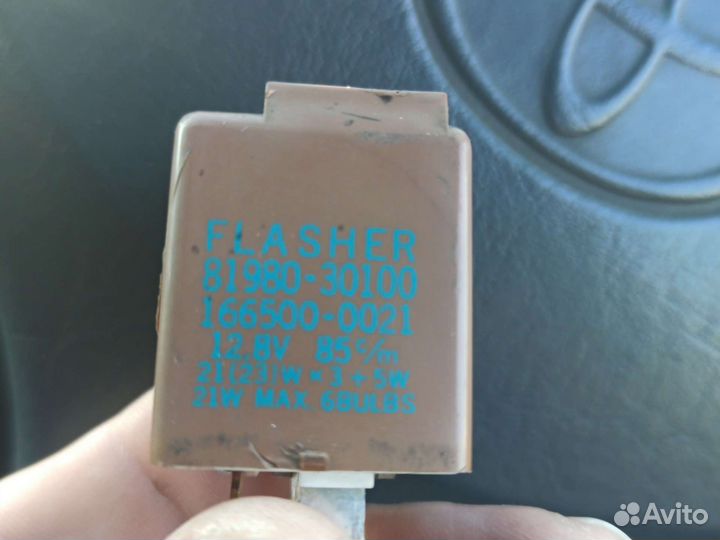 FLASHER
81980-30100
166500-0021
12.8V 85c/m
21(23)W×3+5W
21W MAX. 6BULBS
Avito